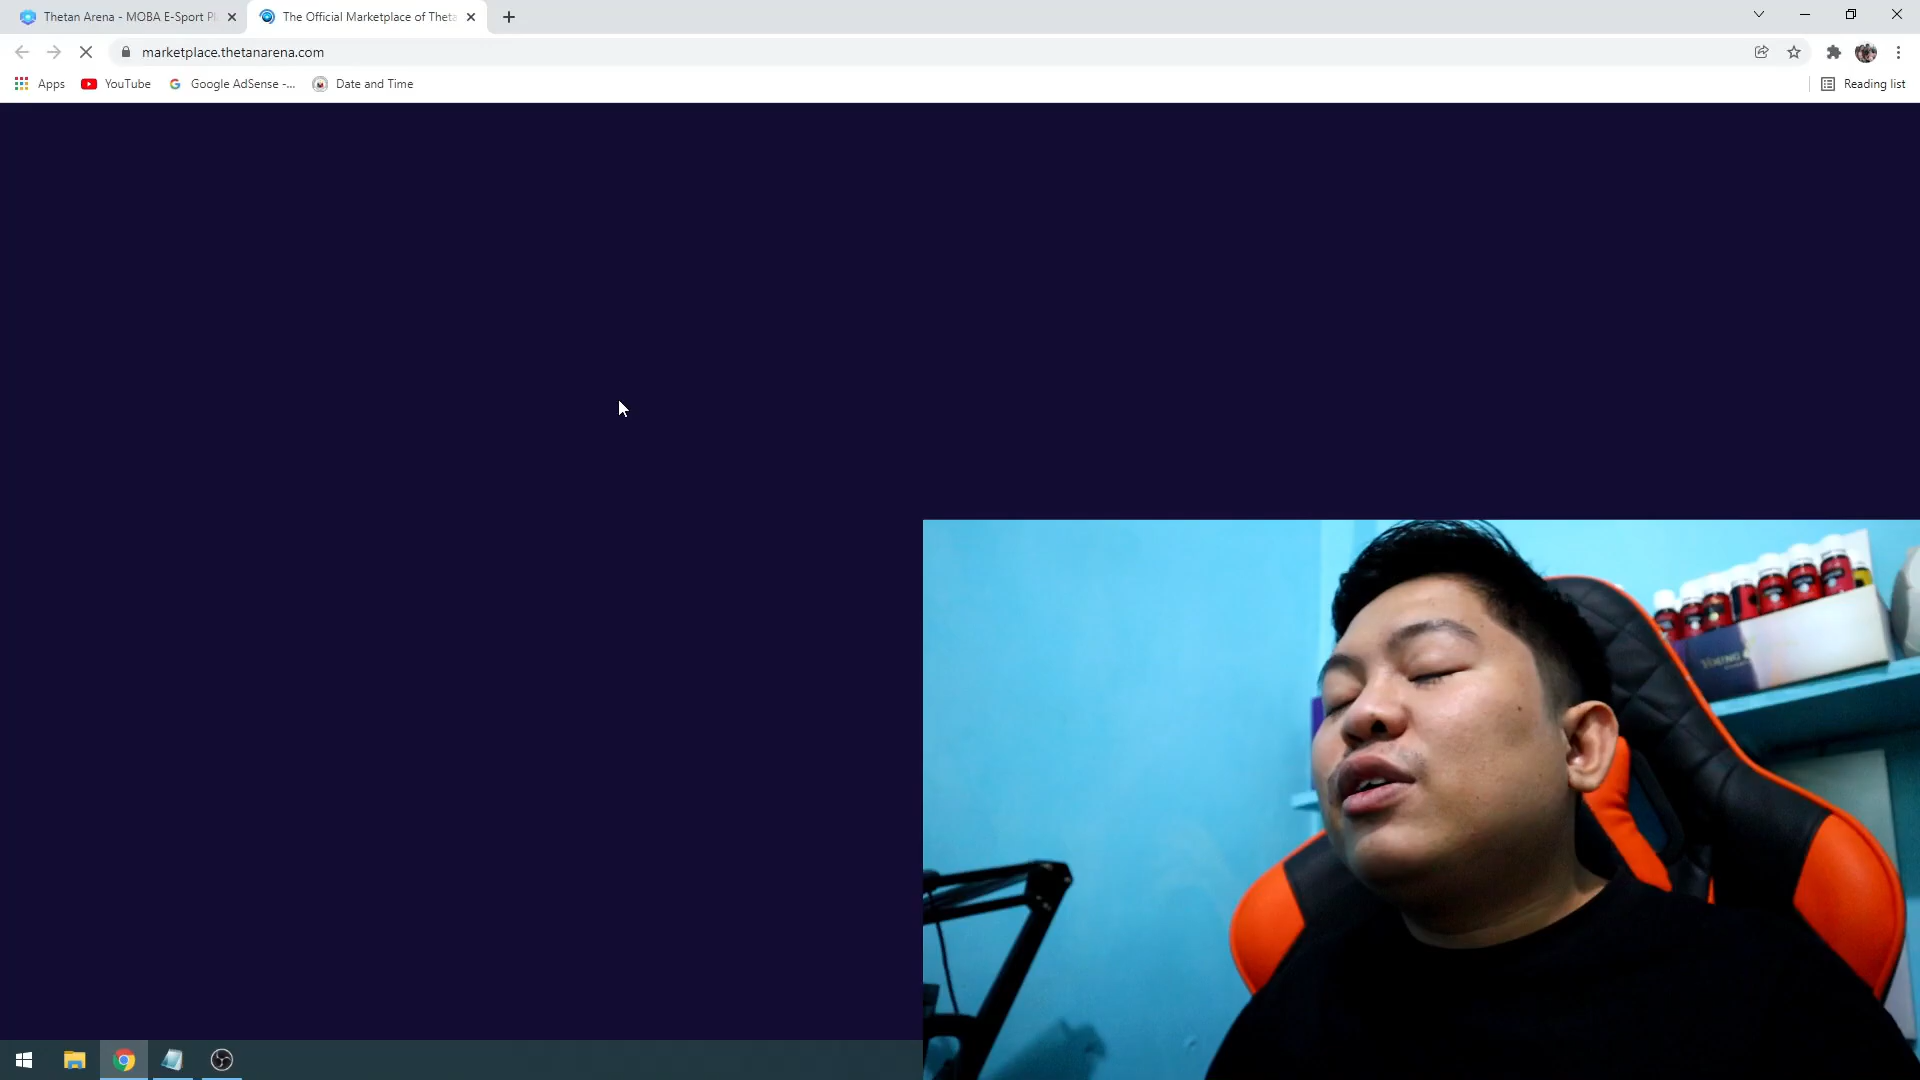 Thetan Arena - MOBA E-Sport Pl
The Official Marketplace of Theta
marketplace.thetanarena.com
Apps
YouTube
Google AdSense -...
Date and Time
Reading list